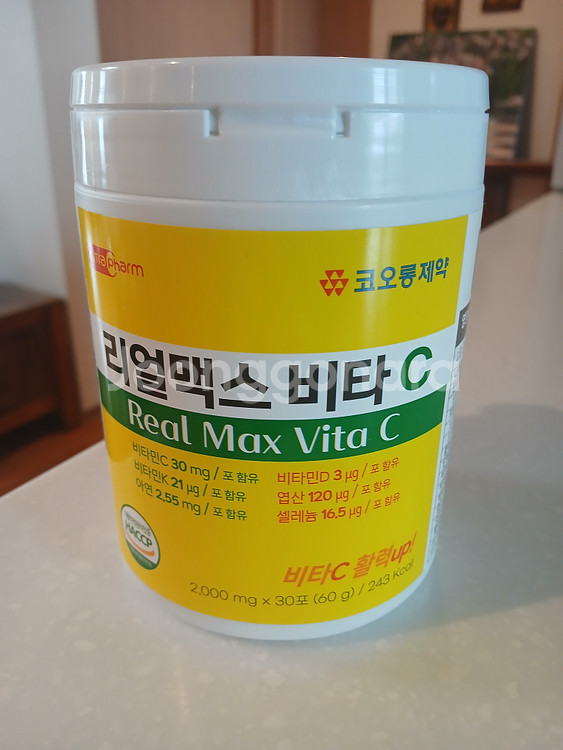 Pharm
코오롱제약
리얼맥스 비타 C
Real Max Vita C
비타민C 30 mg / 포 함유
비타민K 21 μg / 포 함유
아연 2.55 mg / 포 함유
비타민D 3 μg / 포 함유
엽산 120 μg / 포 함유
셀레늄 16.5 μg / 포 함유
HACCP
비타C 활력up!
2,000 mg × 30포 (60 g) / 243 Kcal